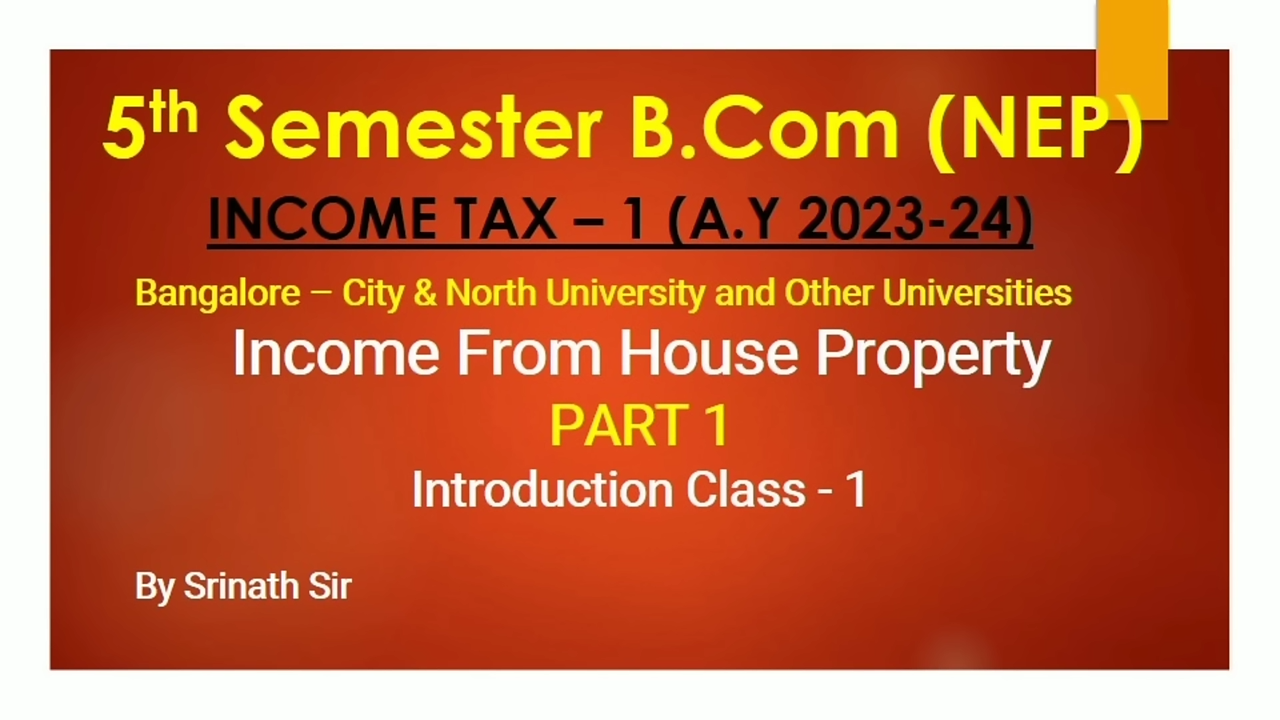 5th Semester B.Com (NEP)
INCOME TAX – 1 (A.Y 2023-24)
Bangalore – City & North University and Other Universities
Income From House Property
PART 1
Introduction Class - 1
By Srinath Sir